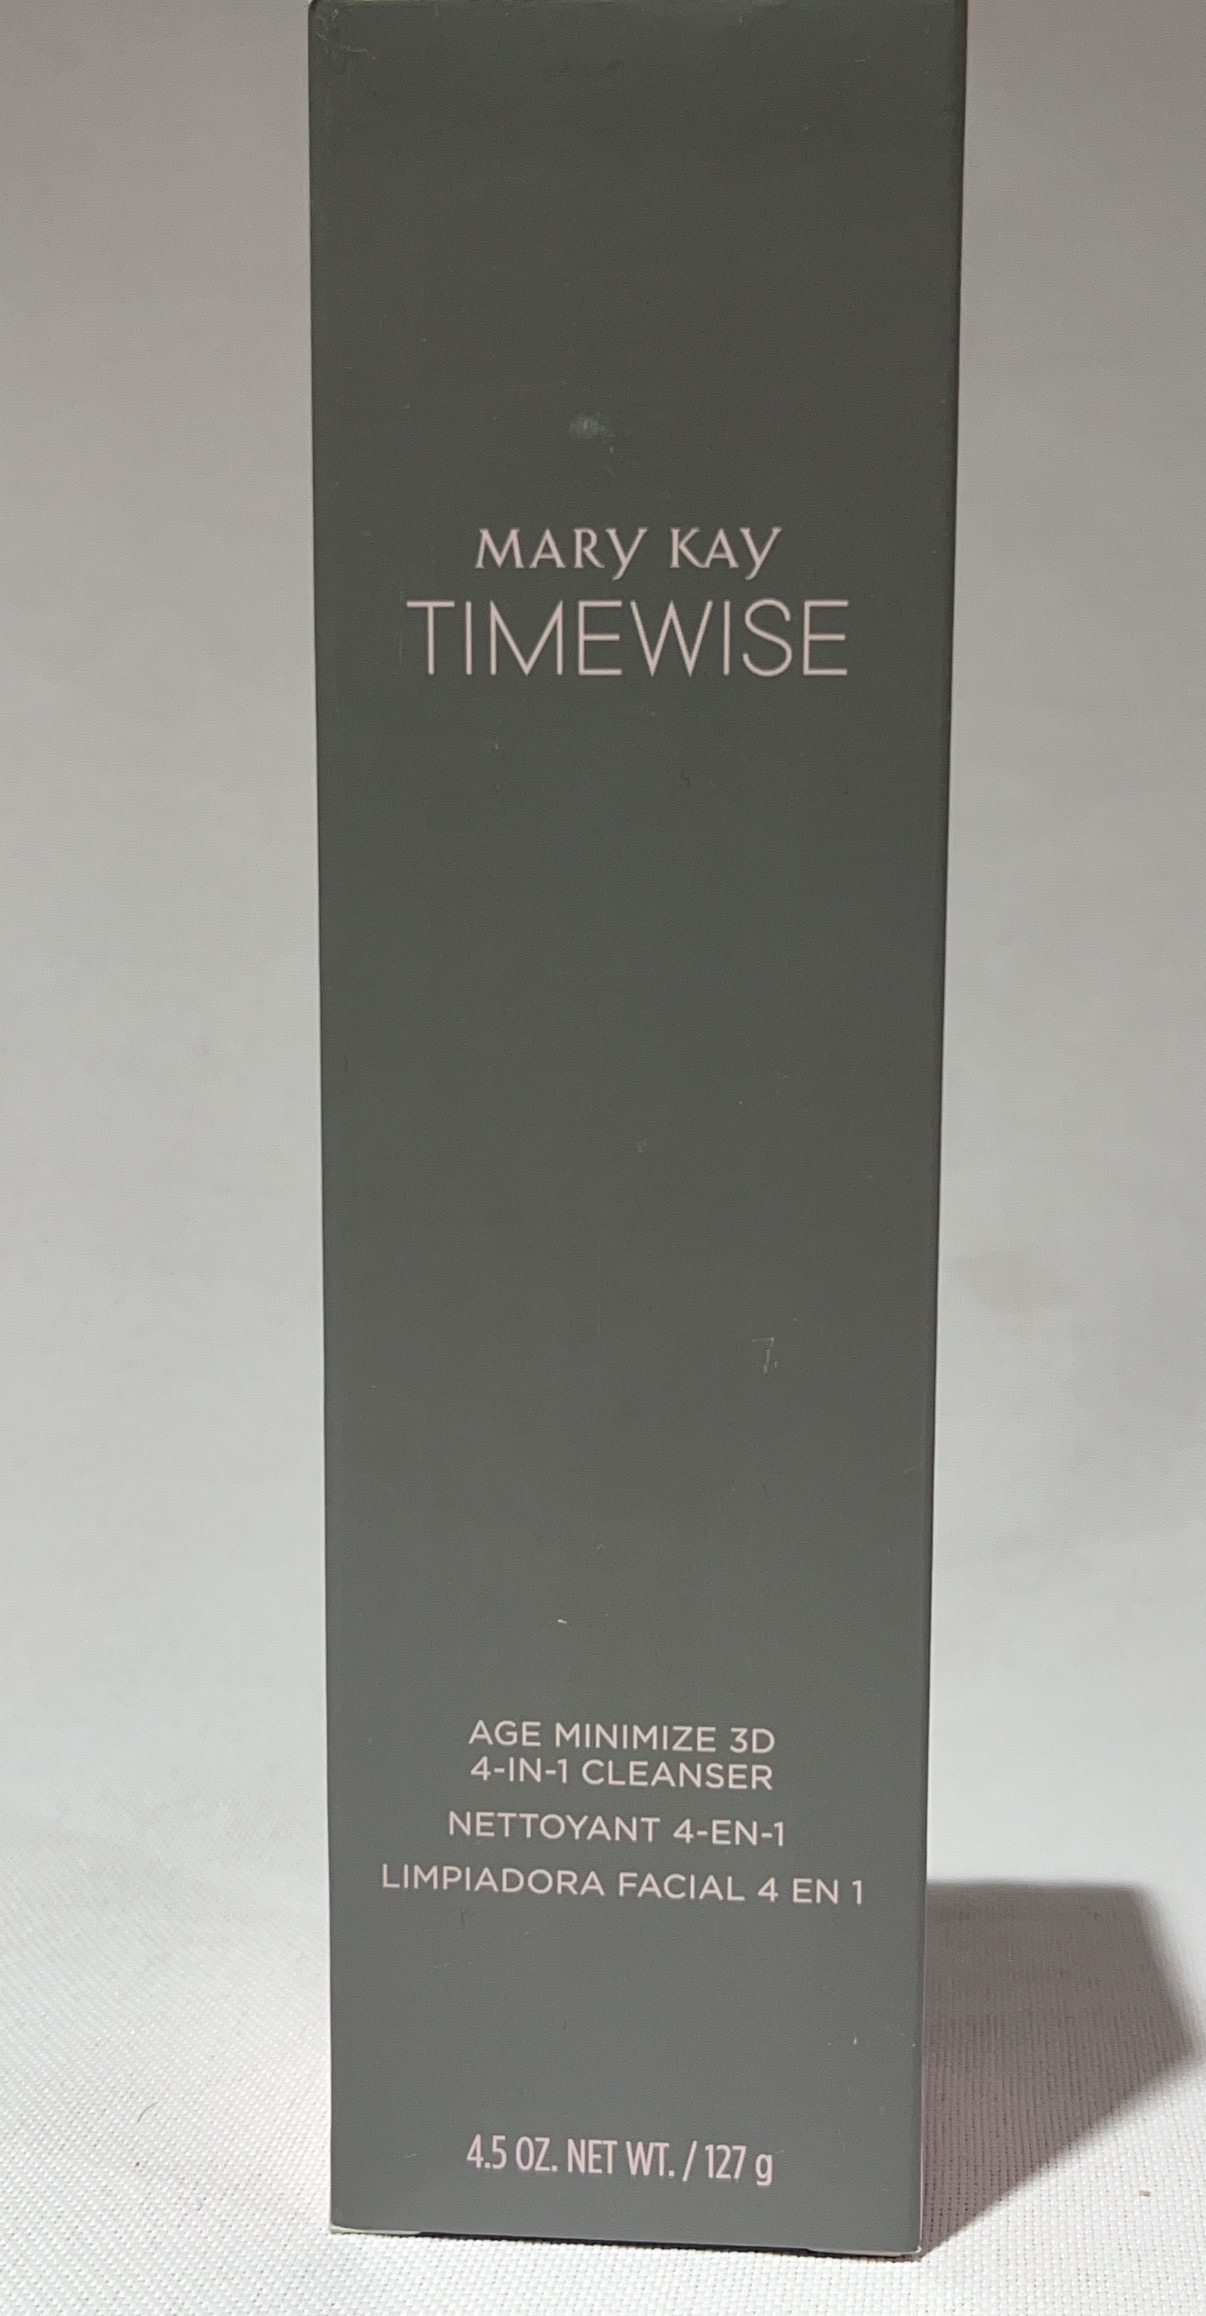 MARY KAY
TIMEWISE
AGE MINIMIZE 3D
4-IN-1 CLEANSER
NETTOYANT 4-EN-1
LIMPIADORA FACIAL 4 EN 1
4.5 OZ. NET WT. / 127 g